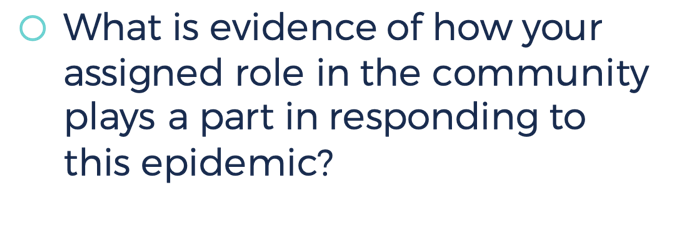 What is evidence of how your
assigned role in the community
plays a part in responding to
this epidemic?